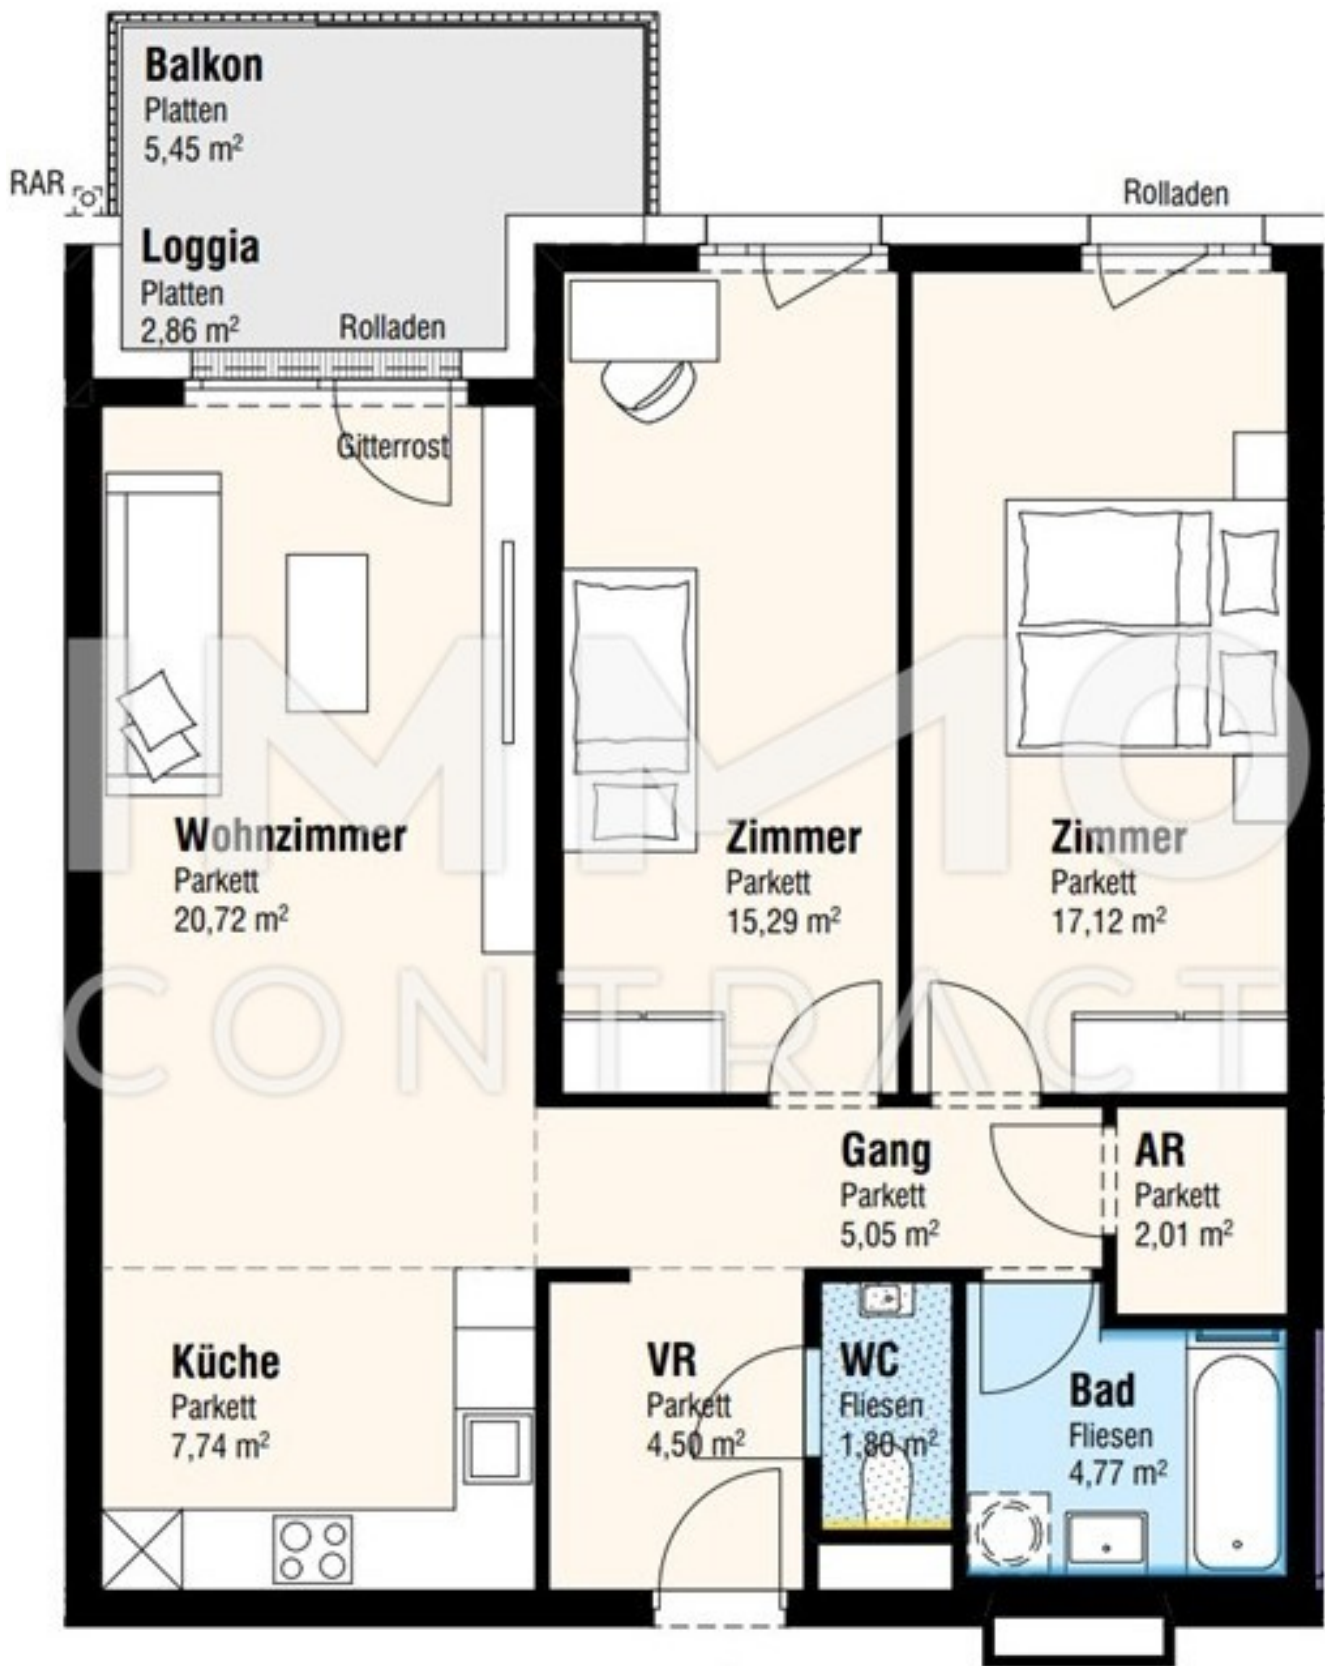 Balkon
Platten
5,45 m²
RAR
Rolladen
Loggia
Platten
2,86 m²
Rolladen
Gitterrost
IMMO
CONTRACT
Wohnzimmer
Parkett
20,72 m²
Zimmer
Parkett
15,29 m²
Zimmer
Parkett
17,12 m²
Gang
Parkett
5,05 m²
AR
Parkett
2,01 m²
Küche
Parkett
7,74 m²
VR
Parkett
4,50 m²
WC
Fliesen
1,80 m²
Bad
Fliesen
4,77 m²